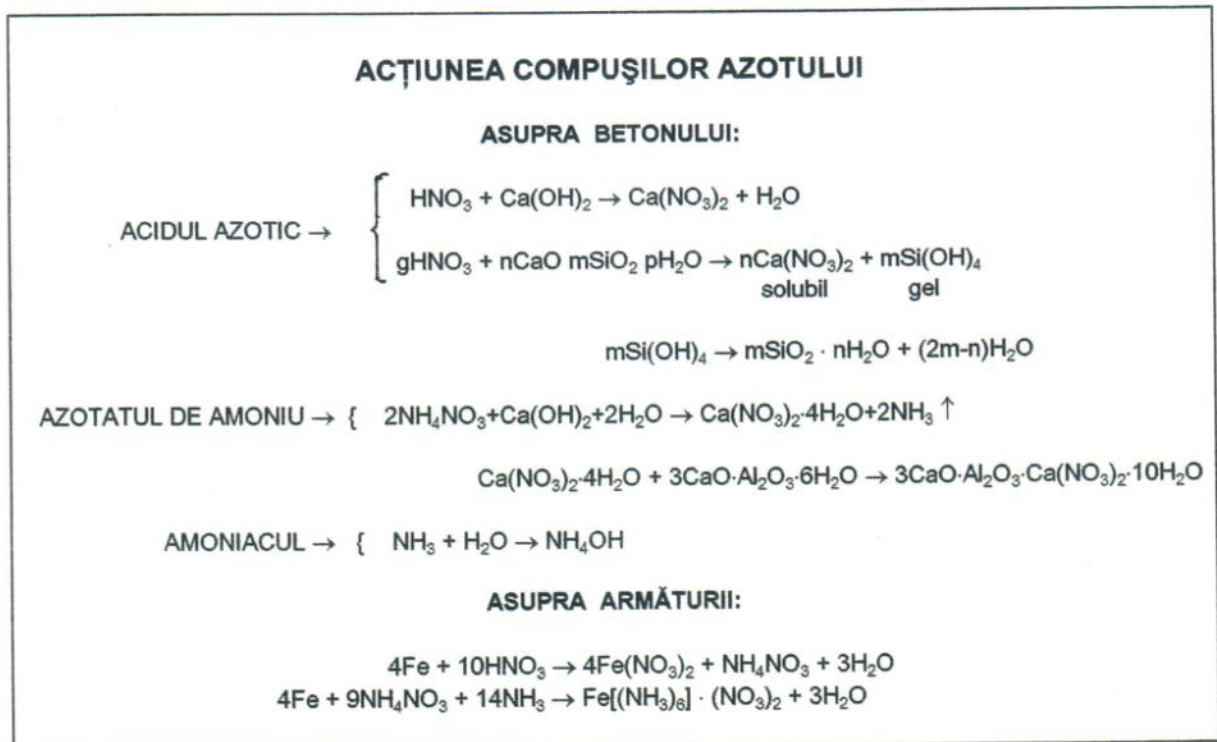 ACȚIUNEA COMPUŞILOR AZOTULUI
ASUPRA BETONULUI:
HNO₃ + Ca(OH)₂ → Ca(NO₃)₂ + H₂O
ACIDUL AZOTIC → {
gHNO₃ + nCaO mSiO₂ pH₂O → nCa(NO₃)₂ + mSi(OH)₄
solubil gel
mSi(OH)₄ → mSiO₂ · nH₂O + (2m-n)H₂O
AZOTATUL DE AMONIU → { 2NH₄NO₃+Ca(OH)₂+2H₂O → Ca(NO₃)₂·4H₂O+2NH₃ ↑
Ca(NO₃)₂·4H₂O + 3CaO·Al₂O₃·6H₂O → 3CaO·Al₂O₃·Ca(NO₃)₂·10H₂O
AMONIACUL → { NH₃ + H₂O → NH₄OH
ASUPRA ARMĂTURII:
4Fe + 10HNO₃ → 4Fe(NO₃)₂ + NH₄NO₃ + 3H₂O
4Fe + 9NH₄NO₃ + 14NH₃ → Fe[(NH₃)₆] · (NO₃)₂ + 3H₂O